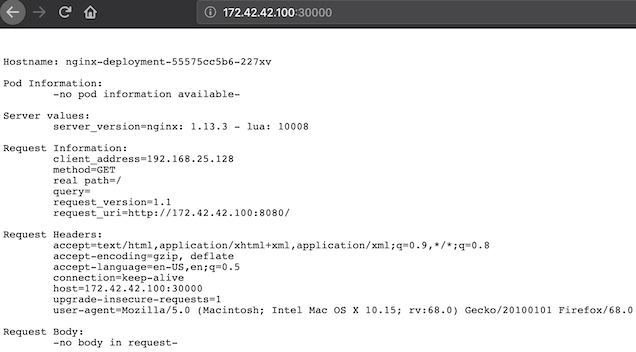 172.42.42.100:30000
Hostname: nginx-deployment-55575cc5b6-227xv
Pod Information:
-no pod information available-
Server values:
server_version=nginx: 1.13.3 - lua: 10008
Request Information:
client_address=192.168.25.128
method=GET
real path=/
query=
request_version=1.1
request_uri=http://172.42.42.100:8080/
Request Headers:
accept=text/html,application/xhtml+xml,application/xml;q=0.9,*/*;q=0.8
accept-encoding=gzip, deflate
accept-language=en-US,en;q=0.5
connection=keep-alive
host=172.42.42.100:30000
upgrade-insecure-requests=1
user-agent=Mozilla/5.0 (Macintosh; Intel Mac OS X 10.15; rv:68.0) Gecko/20100101 Firefox/68.0
Request Body:
-no body in request-